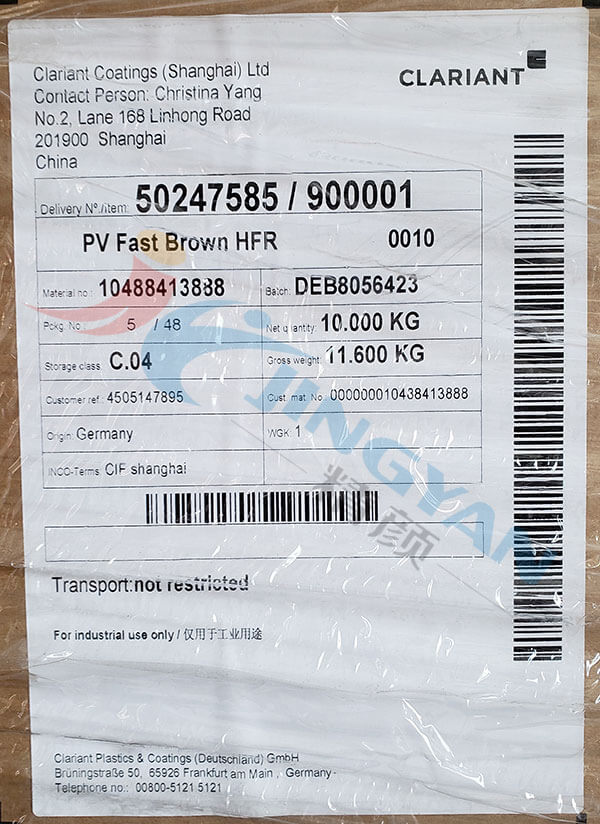 Clariant Coatings (Shanghai) Ltd
Contact Person: Christina Yang
No.2, Lane 168 Linhong Road
201900 Shanghai
China
CLARIANT
Delivery Nº./item: 50247585 / 900001
PV Fast Brown HFR 0010
Material no.: 10488413888 Batch: DEB8056423
Pckg. No.: 5 / 48 Net quantity: 10.000 KG
Storage class: C.04 Gross weight: 11.600 KG
Customer ref.: 4505147895 Cust. mat. No.: 000000010438413888
Origin: Germany WGK: 1
INCO-Terms: CIF shanghai
JINGYAN
精颜
Transport:not restricted
For industrial use only / 仅用于工业用途
Clariant Plastics & Coatings (Deutschland) GmbH
Brüningstraße 50, 65926 Frankfurt am Main , Germany-
Telephone no.: 00800-5121 5121